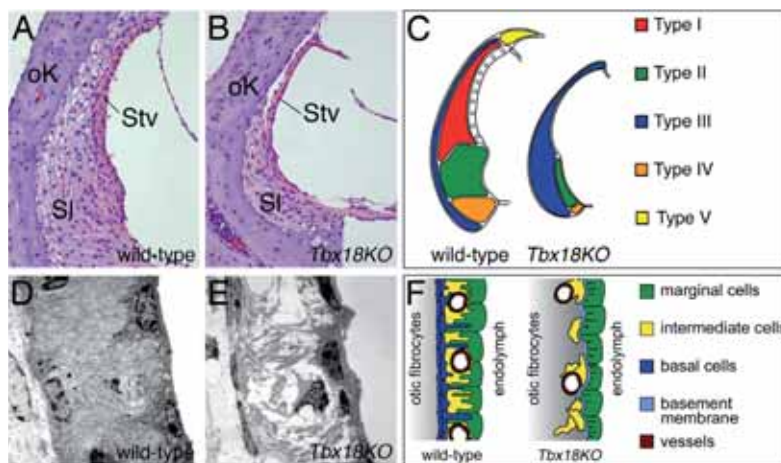 A
oK
Stv
Sl
wild-type
B
oK
Stv
Sl
Tbx18KO
C
wild-type
Tbx18KO
Type I
Type II
Type III
Type IV
Type V
D
wild-type
E
Tbx18KO
F
otic fibrocytes
endolymph
wild-type
otic fibrocytes
endolymph
Tbx18KO
marginal cells
intermediate cells
basal cells
basement
membrane
vessels